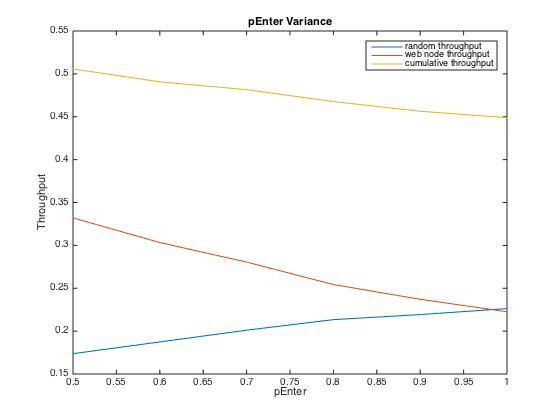 pEnter Variance
random throughput
web node throughput
cumulative throughput
0.55
0.5
0.45
0.4
0.35
0.3
0.25
0.2
0.15
Throughput
0.5 0.55 0.6 0.65 0.7 0.75 0.8 0.85 0.9 0.95 1
pEnter